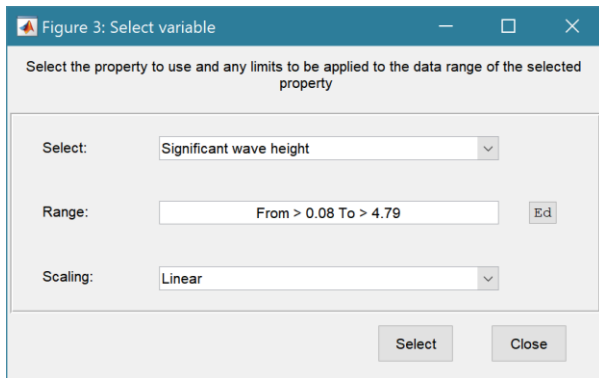 Figure 3: Select variable
Select the property to use and any limits to be applied to the data range of the selected
property
Select:
Significant wave height
Range:
From > 0.08 To > 4.79
Ed
Scaling:
Linear
Select
Close